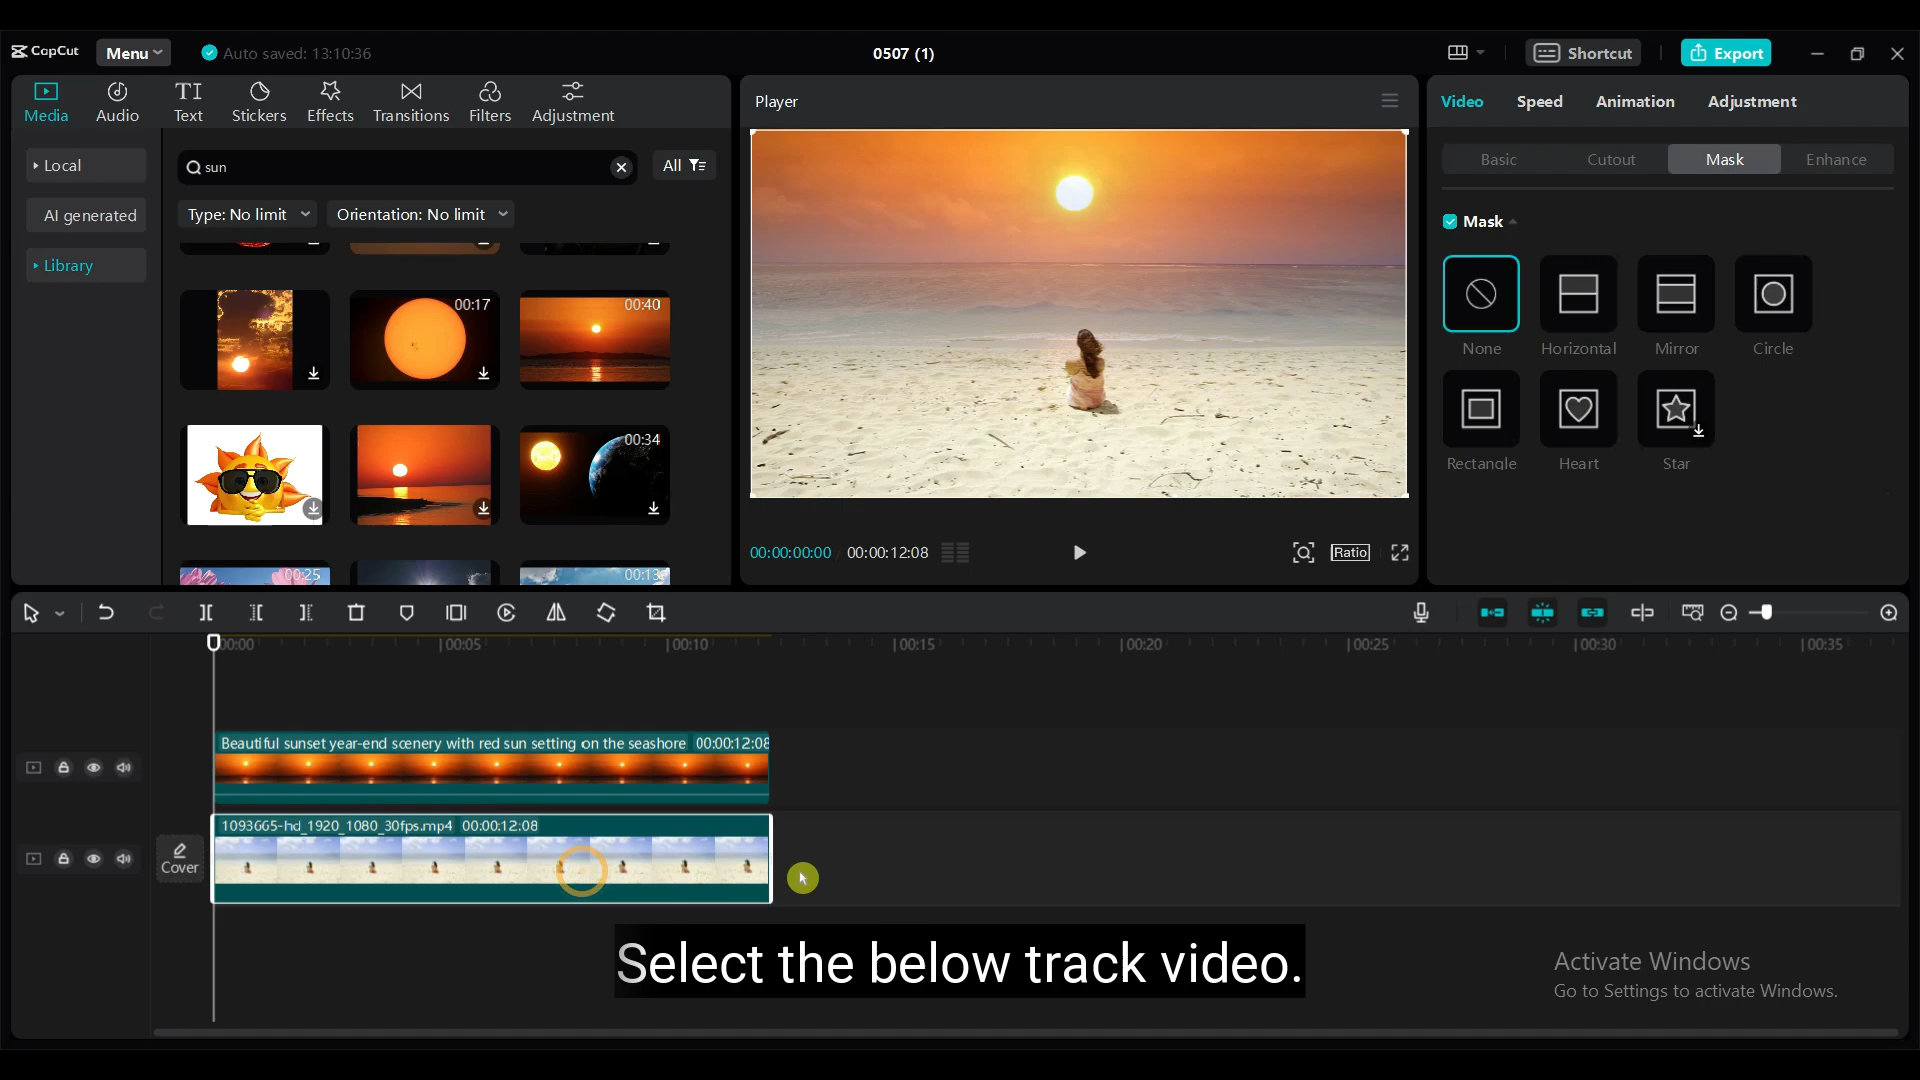 CapCut
Menu
Auto saved: 13:10:36
0507 (1)
Shortcut
Export
Media
Audio
TI
Text
Stickers
Effects
Transitions
Filters
Adjustment
Local
AI generated
Library
sun
All
Type: No limit
Orientation: No limit
00:17
00:40
00:34
00:25
00:13
Player
00:00:00:00
00:00:12:08
Ratio
Video
Speed
Animation
Adjustment
Basic
Cutout
Mask
Enhance
Mask
None
Horizontal
Mirror
Circle
Rectangle
Heart
Star
00:00
00:05
00:10
00:15
00:20
00:25
00:30
00:35
Beautiful sunset year-end scenery with red sun setting on the seashore 00:00:12:08
1093665-hd_1920_1080_30fps.mp4 00:00:12:08
Cover
Select the below track video.
Activate Windows
Go to Settings to activate Windows.